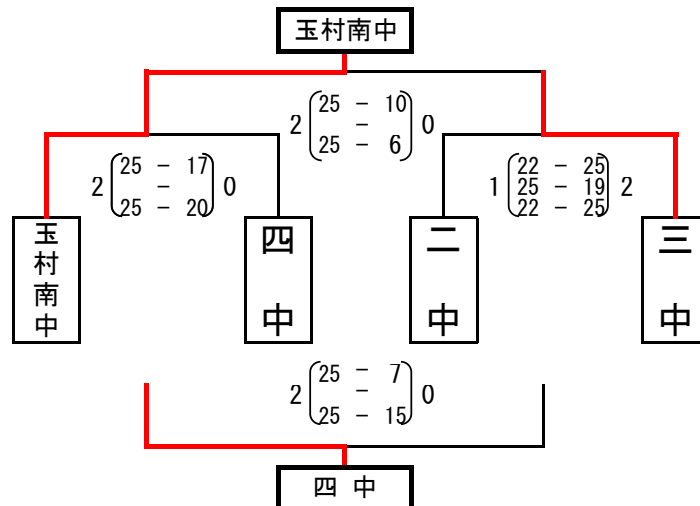 玉村南中
2 25 － 10 0
－
25 － 6
2 25 － 17 0
－
25 － 20
1 22 － 25 2
25 － 19
22 － 25
玉村南中
四中
二中
三中
2 25 － 7 0
－
25 － 15
四 中